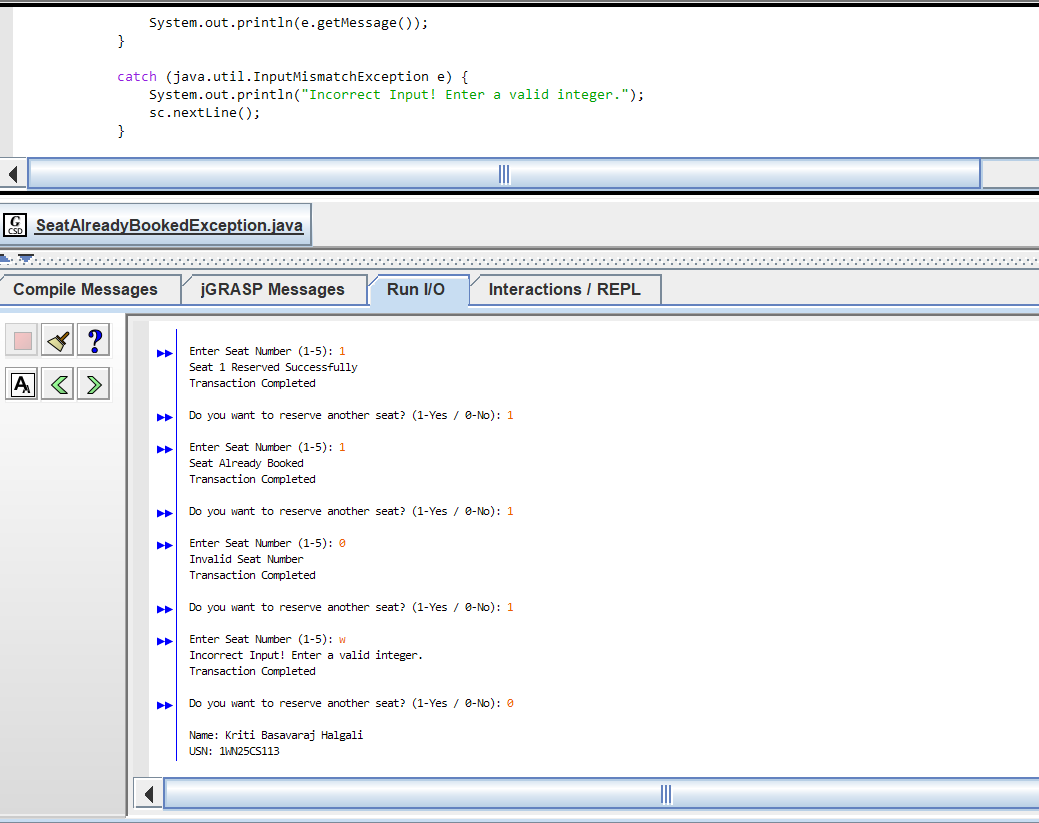 System.out.println(e.getMessage());
}
catch (java.util.InputMismatchException e) {
System.out.println("Incorrect Input! Enter a valid integer.");
sc.nextLine();
}
G
CSD
SeatAlreadyBookedException.java
Compile Messages
jGRASP Messages
Run I/O
Interactions / REPL
Enter Seat Number (1-5): 1
Seat 1 Reserved Successfully
Transaction Completed
Do you want to reserve another seat? (1-Yes / 0-No): 1
Enter Seat Number (1-5): 1
Seat Already Booked
Transaction Completed
Do you want to reserve another seat? (1-Yes / 0-No): 1
Enter Seat Number (1-5): 0
Invalid Seat Number
Transaction Completed
Do you want to reserve another seat? (1-Yes / 0-No): 1
Enter Seat Number (1-5): w
Incorrect Input! Enter a valid integer.
Transaction Completed
Do you want to reserve another seat? (1-Yes / 0-No): 0
Name: Kriti Basavaraj Halgali
USN: 1WN25CS113